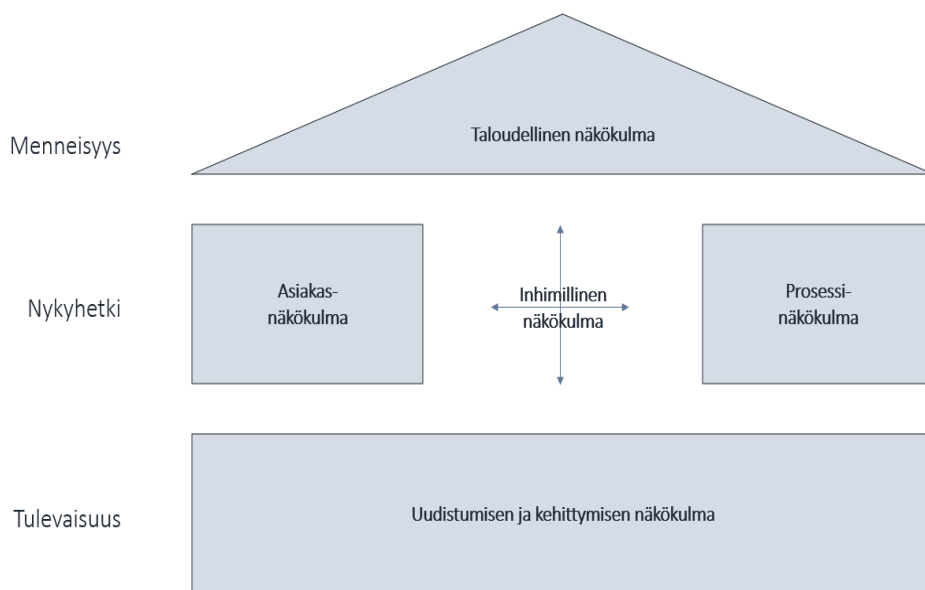 Menneisyys
Taloudellinen näkökulma
Nykyhetki
Asiakas-
näkökulma
Inhimillinen
näkökulma
Prosessi-
näkökulma
Tulevaisuus
Uudistumisen ja kehittymisen näkökulma